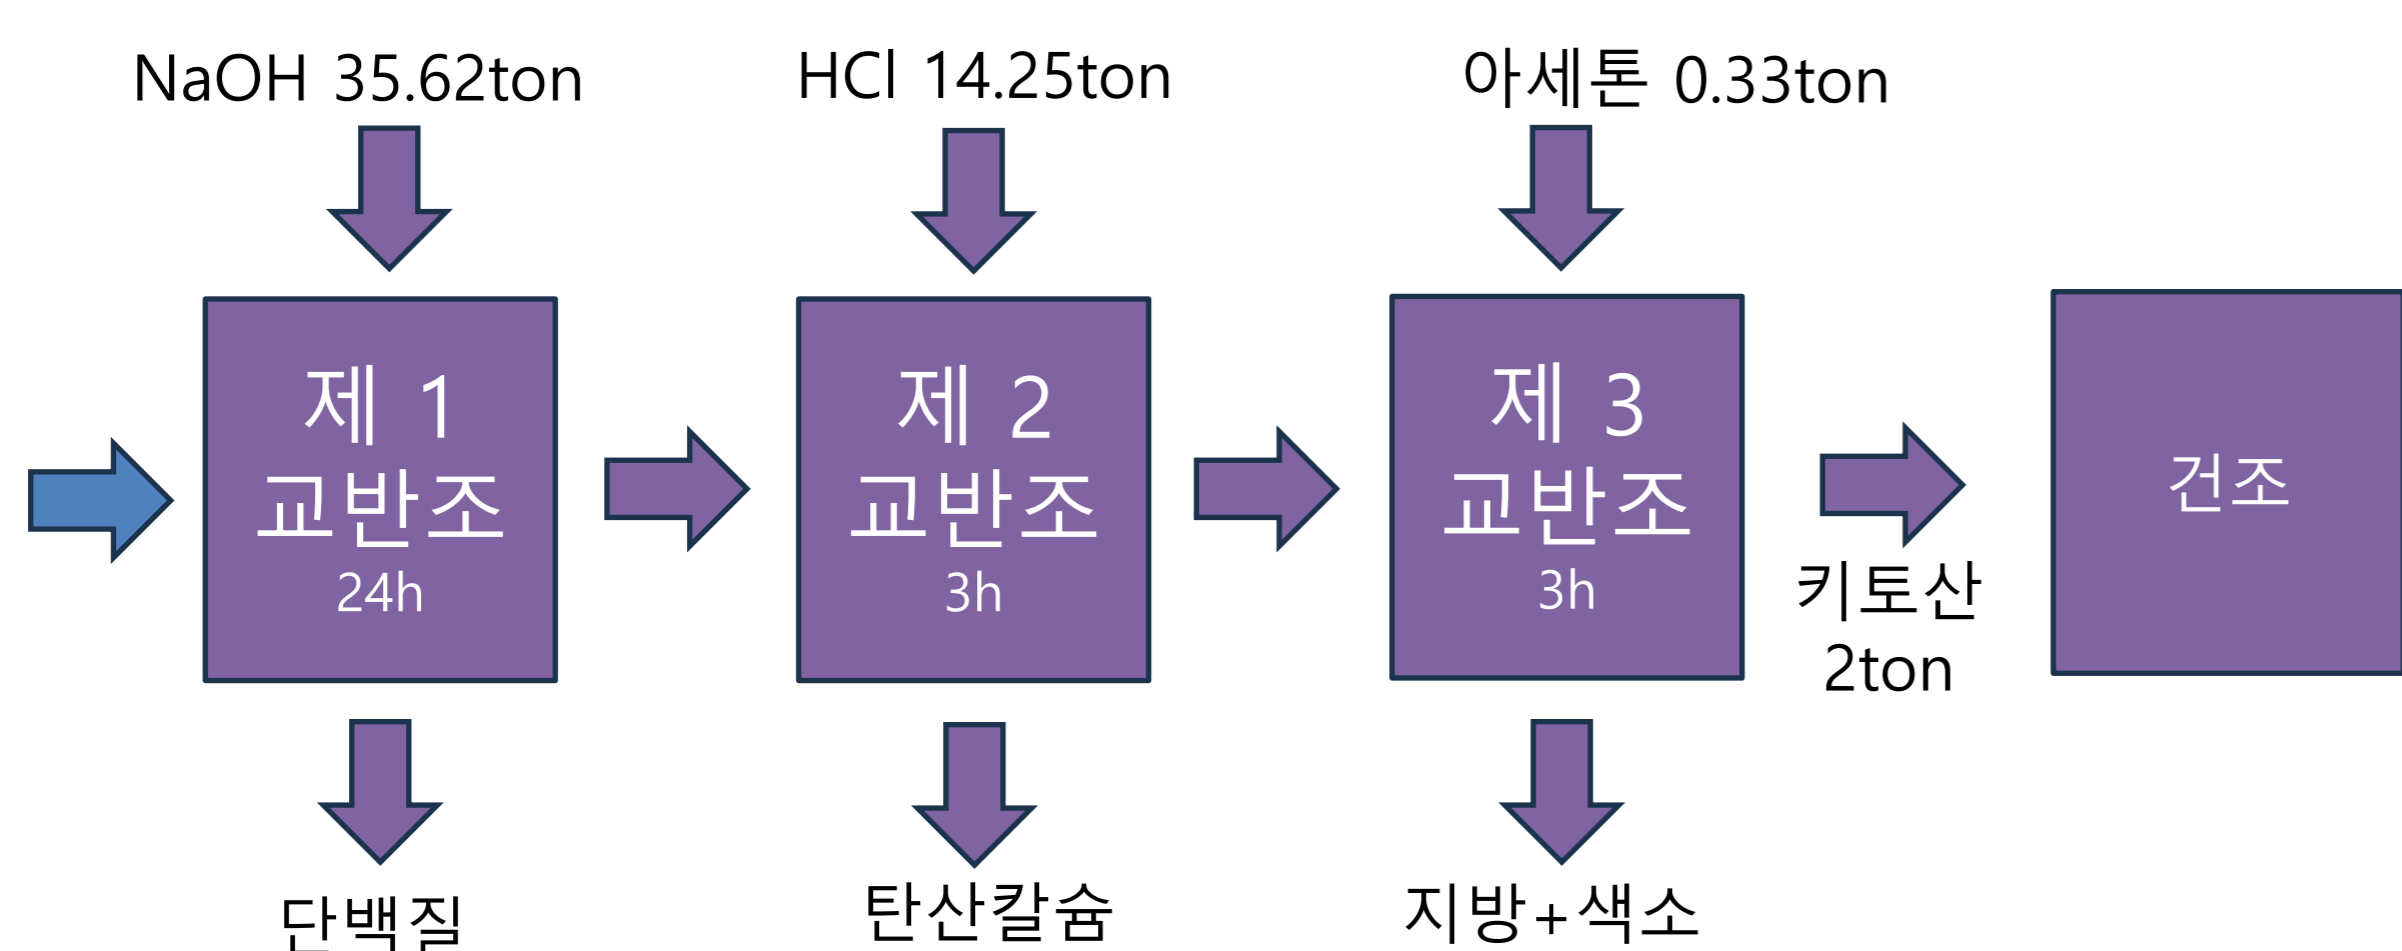 NaOH 35.62ton
HCl 14.25ton
아세톤 0.33ton
제 1
교반조
24h
제 2
교반조
3h
제 3
교반조
3h
키토산
2ton
건조
단백질
탄산칼슘
지방+색소